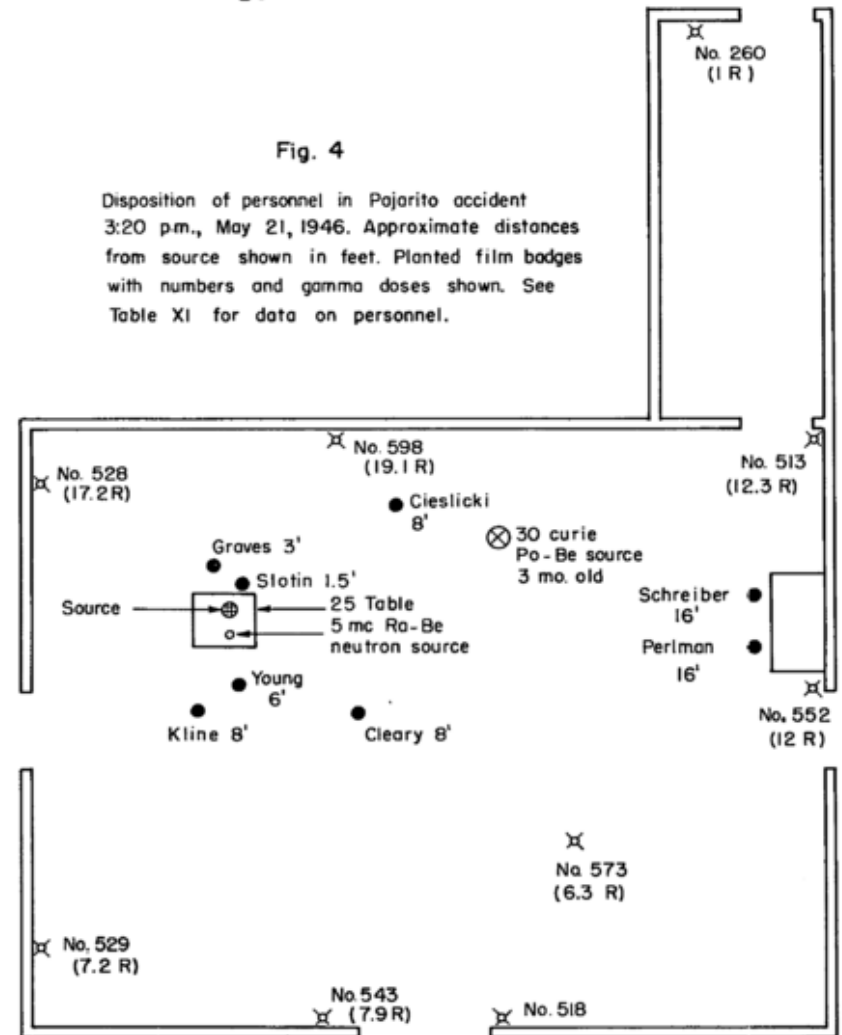 No. 260
(1 R)
Fig. 4
Disposition of personnel in Pajarito accident
3:20 p.m., May 21, 1946. Approximate distances
from source shown in feet. Planted film badges
with numbers and gamma doses shown. See
Table XI for data on personnel.
No. 598
(19.1 R)
No. 528
(17.2 R)
No. 513
(12.3 R)
Cieslicki
8'
30 curie
Po-Be source
3 mo. old
Graves 3'
Slotin 1.5'
Source
25 Table
5 mc Ra-Be
neutron source
Schreiber
16'
Perlman
16'
Young
6'
Kline 8'
Cleary 8'
No. 552
(12 R)
No. 573
(6.3 R)
No. 529
(7.2 R)
No. 543
(7.9 R)
No. 518